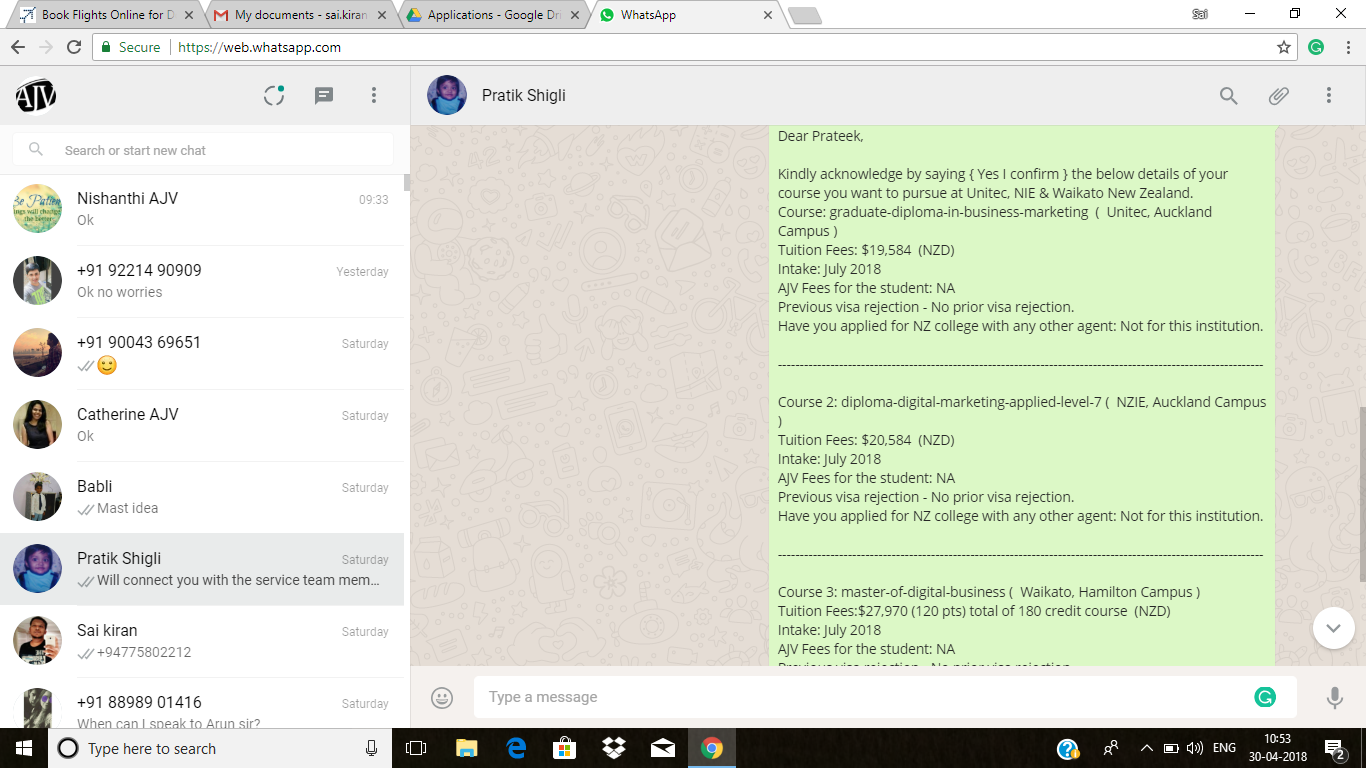 Book Flights Online for D
My documents - sai.kiran
Applications - Google Dri
WhatsApp
Sai
Secure
https://web.whatsapp.com
AJV
Pratik Shigli
Search or start new chat
Nishanthi AJV
09:33
Ok
+91 92214 90909
Yesterday
Ok no worries
+91 90043 69651
Saturday
Catherine AJV
Saturday
Ok
Babli
Saturday
Mast idea
Pratik Shigli
Saturday
Will connect you with the service team mem...
Sai kiran
Saturday
+94775802212
+91 88989 01416
Saturday
When can I speak to Arun sir?
Dear Prateek,
Kindly acknowledge by saying { Yes I confirm } the below details of your
course you want to pursue at Unitec, NIE & Waikato New Zealand.
Course: graduate-diploma-in-business-marketing ( Unitec, Auckland
Campus )
Tuition Fees: $19,584 (NZD)
Intake: July 2018
AJV Fees for the student: NA
Previous visa rejection - No prior visa rejection.
Have you applied for NZ college with any other agent: Not for this institution.
Course 2: diploma-digital-marketing-applied-level-7 ( NZIE, Auckland Campus
)
Tuition Fees: $20,584 (NZD)
Intake: July 2018
AJV Fees for the student: NA
Previous visa rejection - No prior visa rejection.
Have you applied for NZ college with any other agent: Not for this institution.
Course 3: master-of-digital-business ( Waikato, Hamilton Campus )
Tuition Fees:$27,970 (120 pts) total of 180 credit course (NZD)
Intake: July 2018
AJV Fees for the student: NA
Previous visa rejection - No prior visa rejection.
Type a message
Type here to search
ENG
10:53
30-04-2018
2